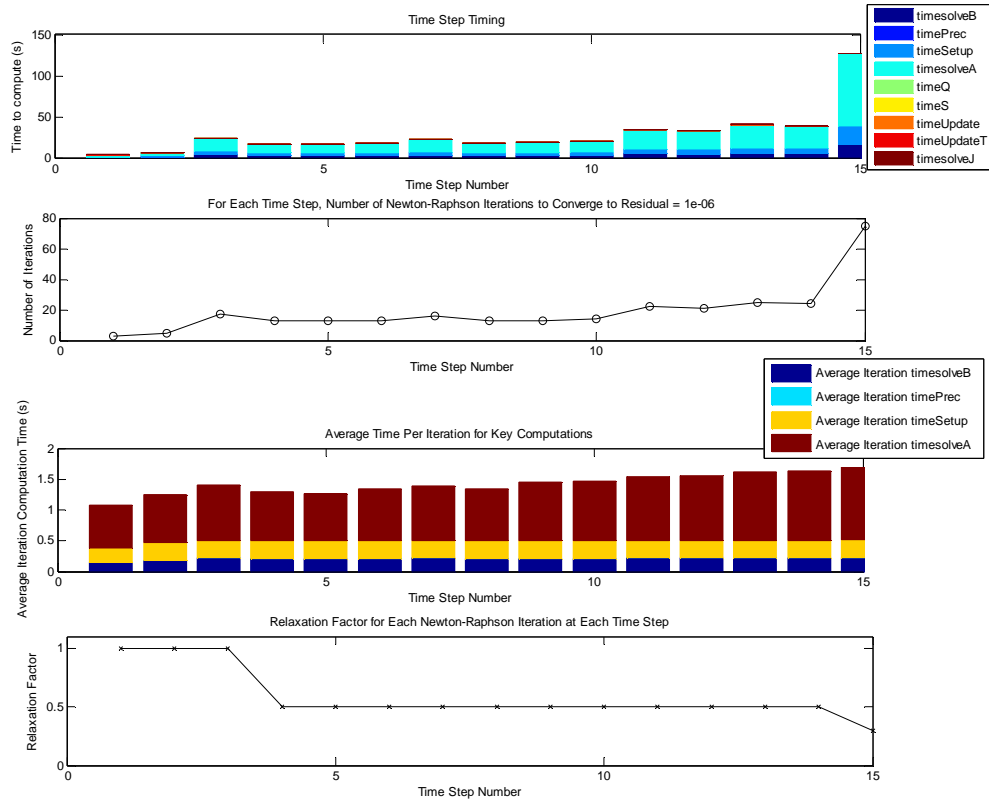 Time Step Timing
Time to compute (s)
150
100
50
0
0
5
10
15
Time Step Number
timesolveB
timePrec
timeSetup
timesolveA
timeQ
timeS
timeUpdate
timeUpdateT
timesolveJ
For Each Time Step, Number of Newton-Raphson Iterations to Converge to Residual = 1e-06
Number of Iterations
80
60
40
20
0
0
5
10
15
Time Step Number
Average Iteration timesolveB
Average Iteration timePrec
Average Iteration timeSetup
Average Iteration timesolveA
Average Time Per Iteration for Key Computations
Average Iteration Computation Time (s)
2
1.5
1
0.5
0
0
5
10
15
Time Step Number
Relaxation Factor for Each Newton-Raphson Iteration at Each Time Step
Relaxation Factor
1
0.5
0
0
5
10
15
Time Step Number